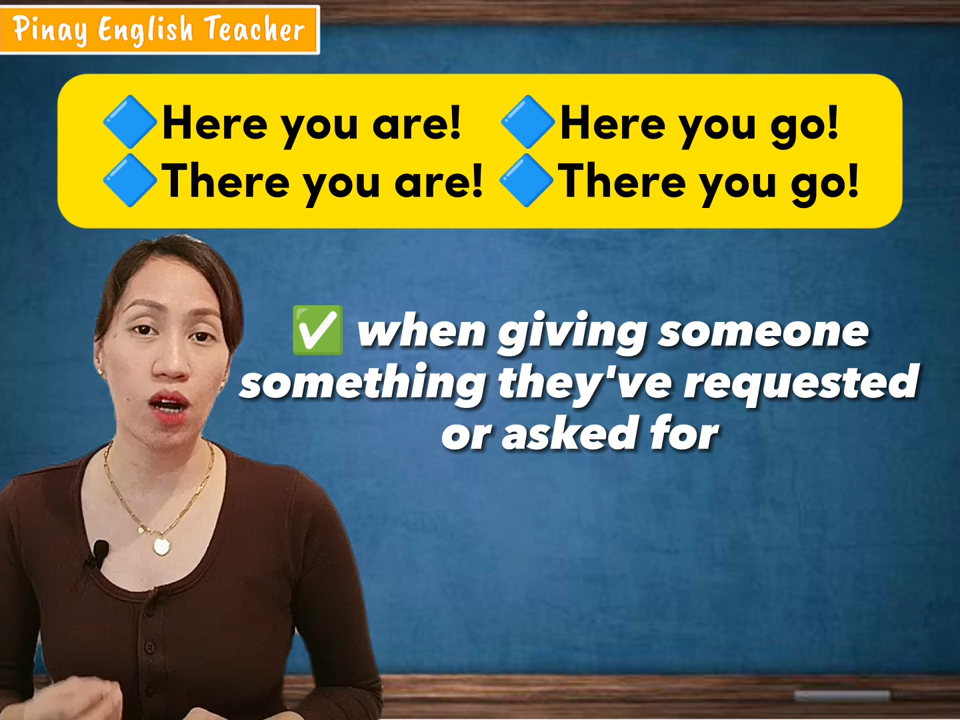 Pinay English Teacher
🔷Here you are! 🔷Here you go!
🔷There you are! 🔷There you go!
✅ when giving someone
something they've requested
or asked for